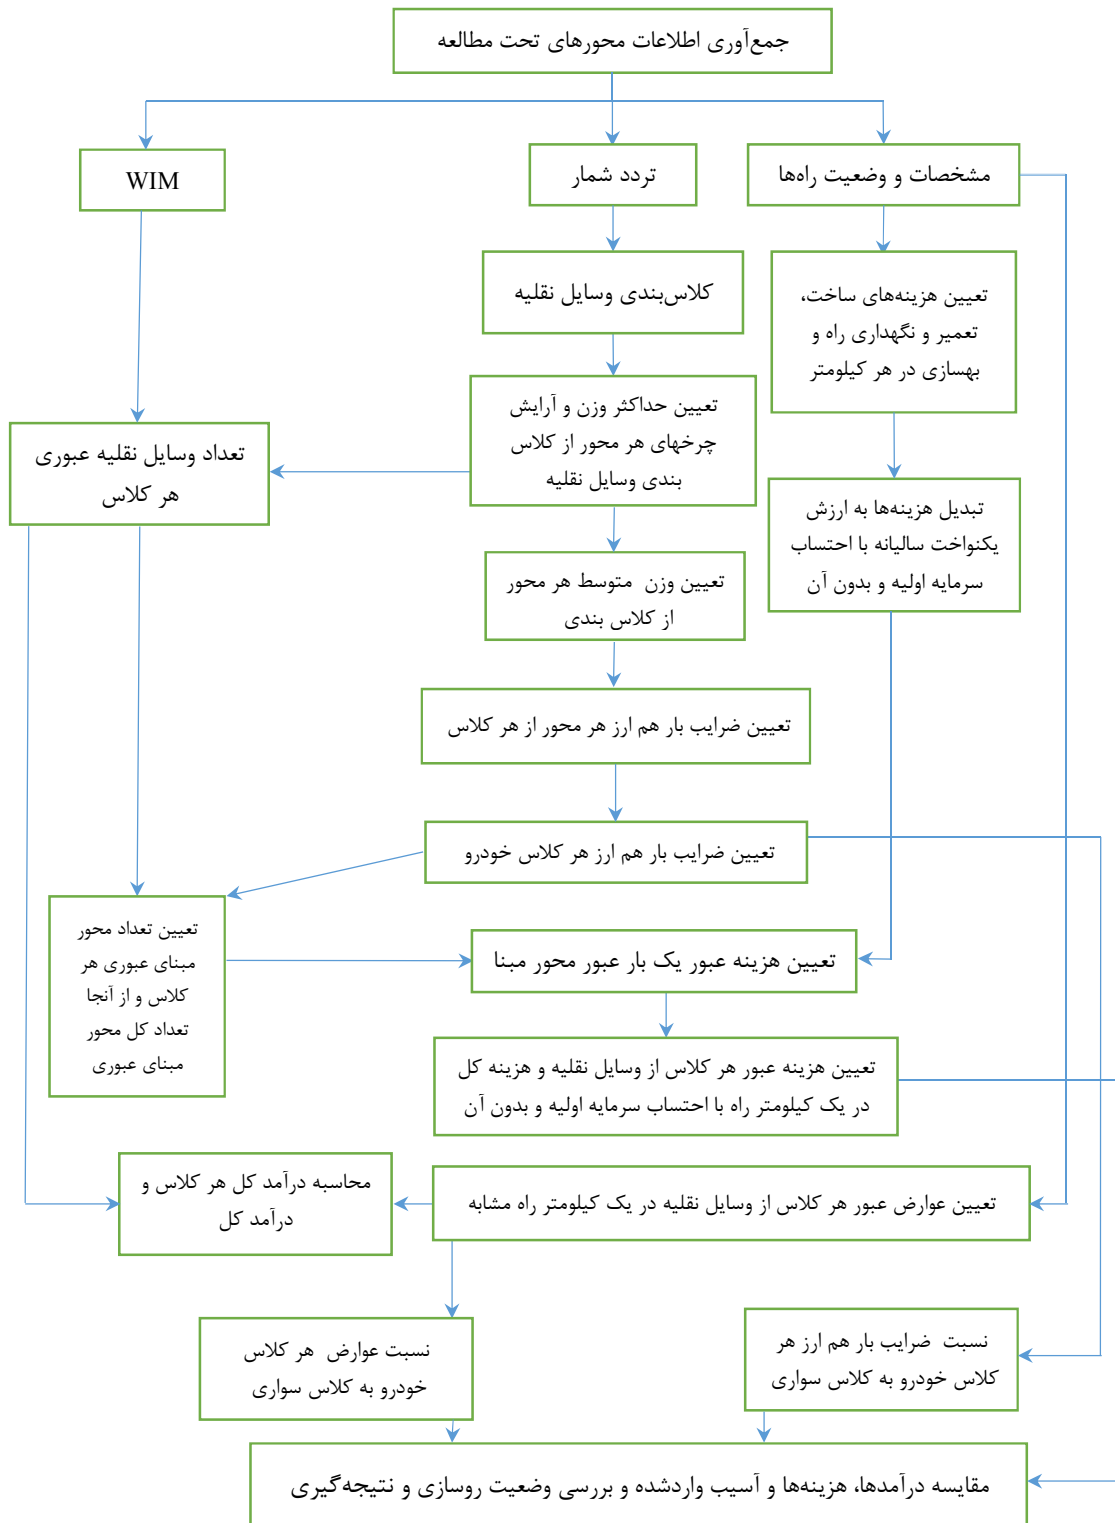 جمع‌آوری اطلاعات محورهای تحت مطالعه
مشخصات و وضعیت راه‌ها
تردد شمار
WIM
کلاس‌بندی وسایل نقلیه
تعیین هزینه‌های ساخت،
تعمیر و نگهداری راه و
بهسازی در هر کیلومتر
تعیین حداکثر وزن و آرایش
چرخهای هر محور از کلاس
بندی وسایل نقلیه
تعداد وسایل نقلیه عبوری
هر کلاس
تبدیل هزینه‌ها به ارزش
یکنواخت سالیانه با احتساب
سرمایه اولیه و بدون آن
تعیین وزن متوسط هر محور
از کلاس بندی
تعیین ضرایب بار هم ارز هر محور از هر کلاس
تعیین ضرایب بار هم ارز هر کلاس خودرو
تعیین تعداد محور
مبنای عبوری هر
کلاس و از آنجا
تعداد کل محور
مبنای عبوری
تعیین هزینه عبور یک بار عبور محور مبنا
تعیین هزینه عبور هر کلاس از وسایل نقلیه و هزینه کل
در یک کیلومتر راه با احتساب سرمایه اولیه و بدون آن
محاسبه درآمد کل هر کلاس و
درآمد کل
تعیین عوارض عبور هر کلاس از وسایل نقلیه در یک کیلومتر راه مشابه
نسبت ضرایب بار هم ارز هر
کلاس خودرو به کلاس سواری
نسبت عوارض هر کلاس
خودرو به کلاس سواری
مقایسه درآمدها، هزینه‌ها و آسیب واردشده و بررسی وضعیت روسازی و نتیجه‌گیری